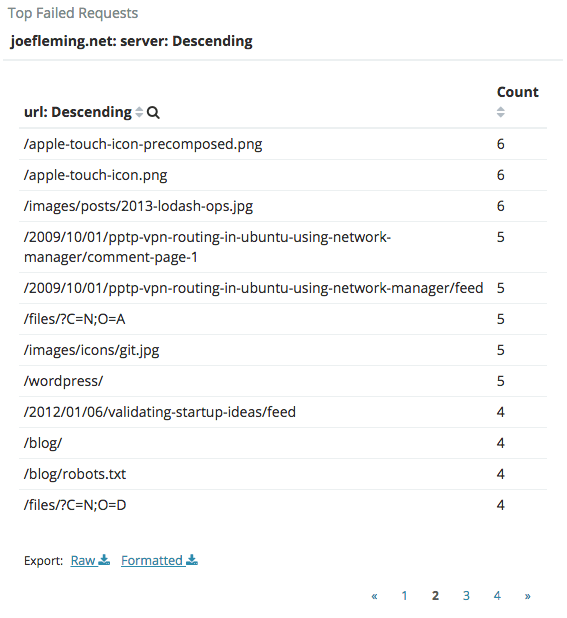 Top Failed Requests
joefleming.net: server: Descending
url: Descending Count
/apple-touch-icon-precomposed.png 6
/apple-touch-icon.png 6
/images/posts/2013-lodash-ops.jpg 6
/2009/10/01/pptp-vpn-routing-in-ubuntu-using-network- 5
manager/comment-page-1
/2009/10/01/pptp-vpn-routing-in-ubuntu-using-network-manager/feed 5
/files/?C=N;O=A 5
/images/icons/git.jpg 5
/wordpress/ 5
/2012/01/06/validating-startup-ideas/feed 4
/blog/ 4
/blog/robots.txt 4
/files/?C=N;O=D 4
Export: Raw Formatted
« 1 2 3 4 »